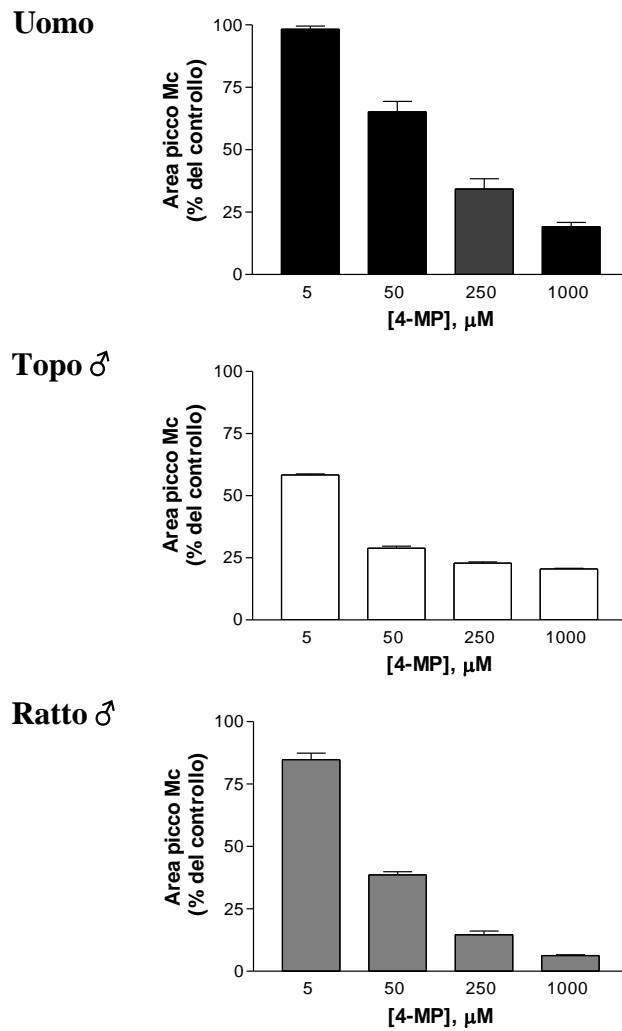 Uomo
Area picco Mc
(% del controllo)
100
75
50
25
0
5 50 250 1000
[4-MP], μM
Topo ♂
Area picco Mc
(% del controllo)
100
75
50
25
0
5 50 250 1000
[4-MP], μM
Ratto ♂
Area picco Mc
(% del controllo)
100
75
50
25
0
5 50 250 1000
[4-MP], μM